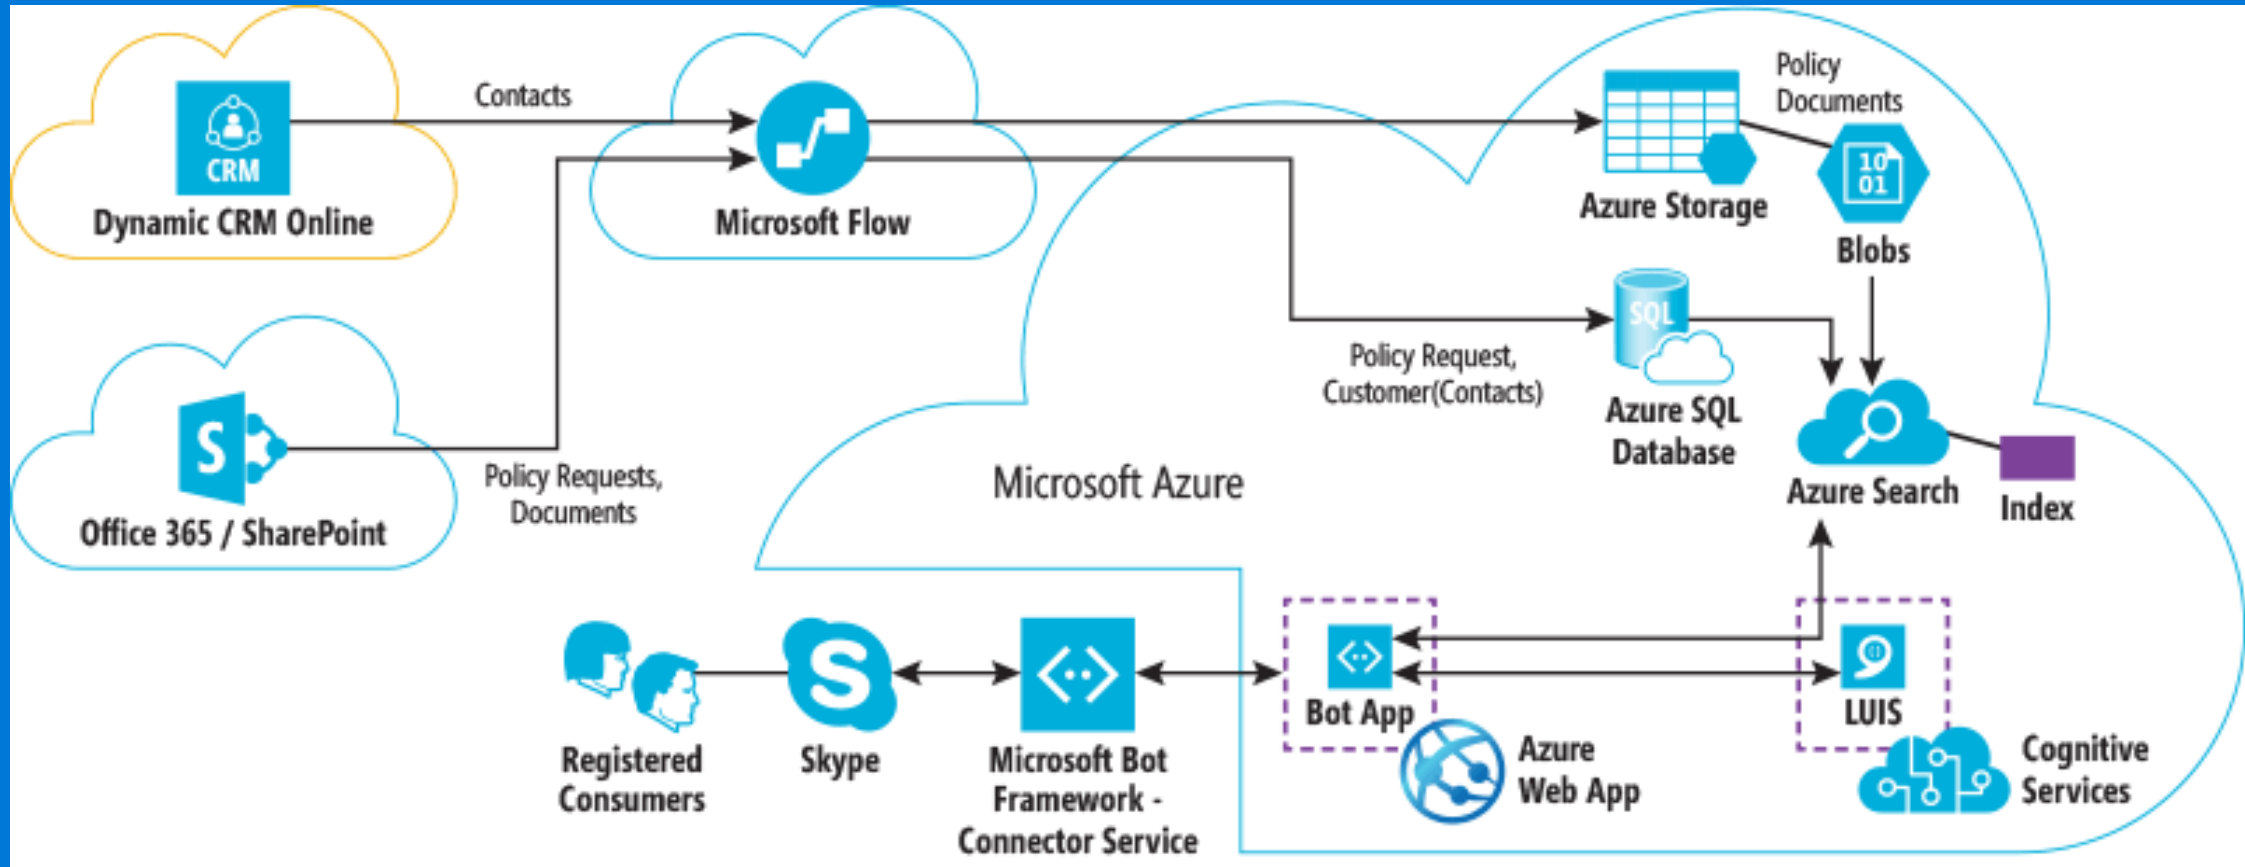 Contacts
CRM
Dynamic CRM Online
Microsoft Flow
Policy
Documents
Azure Storage
10
01
Blobs
SQL
Policy Request,
Customer(Contacts)
Azure SQL
Database
Azure Search
Index
S
Office 365 / SharePoint
Policy Requests,
Documents
Microsoft Azure
Registered
Consumers
S
Skype
Microsoft Bot
Framework -
Connector Service
Bot App
Azure
Web App
LUIS
Cognitive
Services